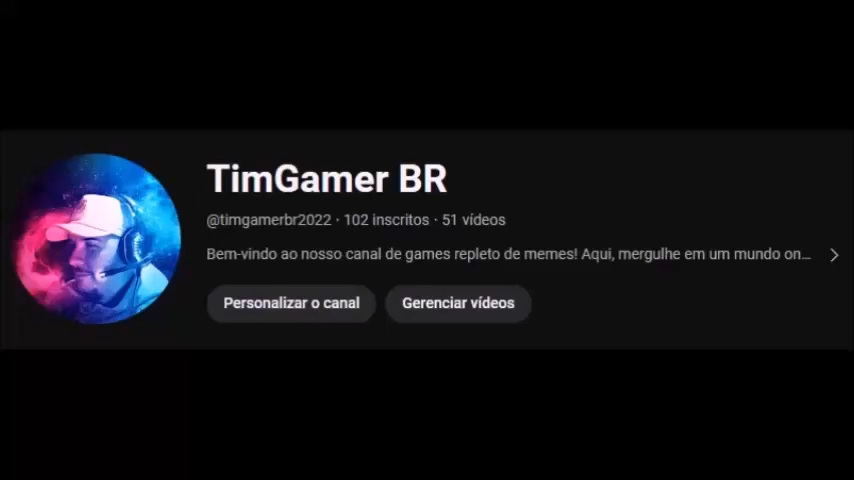 TimGamer BR
@timgamerbr2022 · 102 inscritos · 51 vídeos
Bem-vindo ao nosso canal de games repleto de memes! Aqui, mergulhe em um mundo on...
Personalizar o canal Gerenciar vídeos